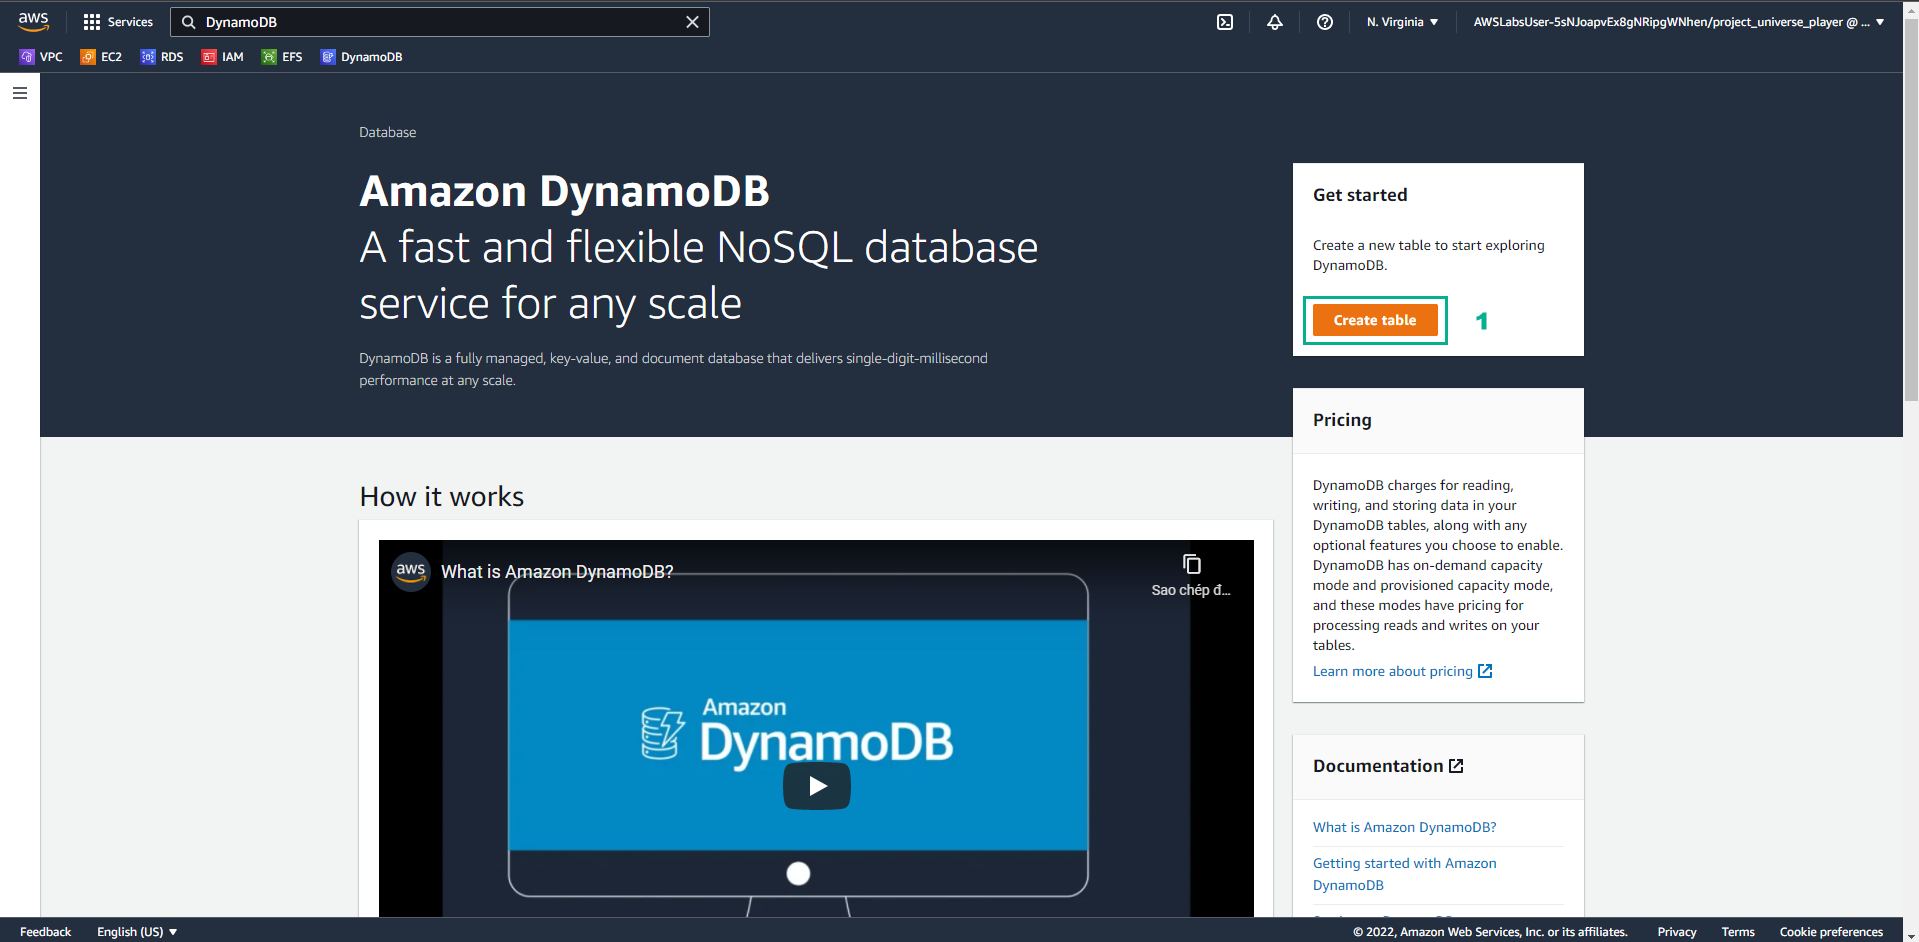 aws
Services
DynamoDB
N. Virginia
AWSLabsUser-5sNJoapvEx8gNRipgWNhen/project_universe_player @ ...
VPC
EC2
RDS
IAM
EFS
DynamoDB
Database
Amazon DynamoDB
A fast and flexible NoSQL database
service for any scale
DynamoDB is a fully managed, key-value, and document database that delivers single-digit-millisecond
performance at any scale.
Get started
Create a new table to start exploring
DynamoDB.
Create table
1
Pricing
DynamoDB charges for reading,
writing, and storing data in your
DynamoDB tables, along with any
optional features you choose to enable.
DynamoDB has on-demand capacity
mode and provisioned capacity mode,
and these modes have pricing for
processing reads and writes on your
tables.
Learn more about pricing
How it works
aws
What is Amazon DynamoDB?
Sao chép đ...
Amazon
DynamoDB
Documentation
What is Amazon DynamoDB?
Getting started with Amazon
DynamoDB
Feedback
English (US)
© 2022, Amazon Web Services, Inc. or its affiliates.
Privacy
Terms
Cookie preferences